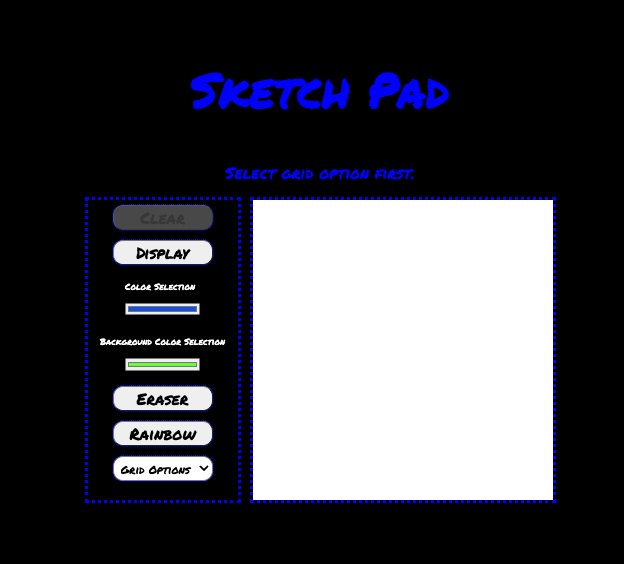 Sketch Pad
Select grid option first.
Clear
Display
Color Selection
Background Color Selection
Eraser
Rainbow
Grid Options